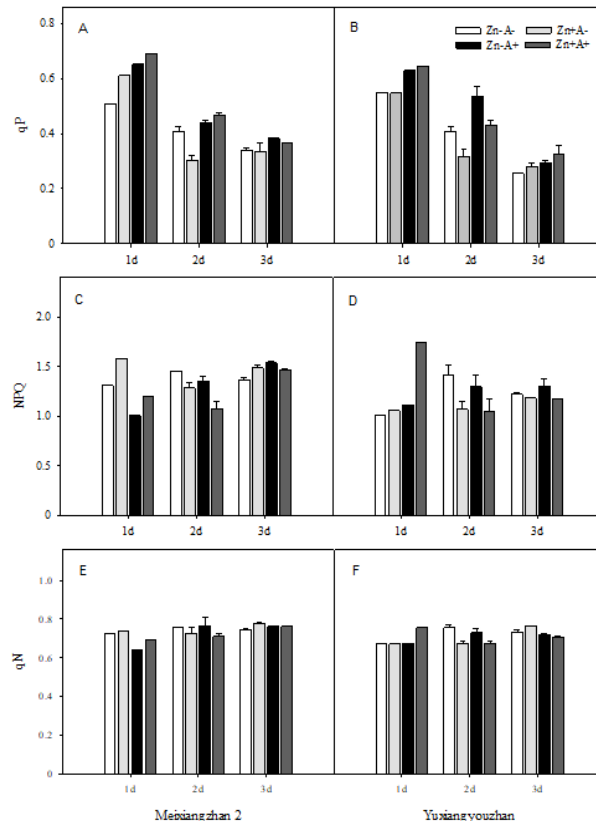 A
B
Zn-A- Zn+A-
Zn-A+ Zn+A+
0.8
0.6
0.4
0.2
0
qP
1d 2d 3d 1d 2d 3d
C
D
2.0
1.5
1.0
0.5
0
NPQ
1d 2d 3d 1d 2d 3d
E
F
1.0
0.8
0.6
0.4
0.2
0
qN
1d 2d 3d 1d 2d 3d
Meixiangzhan 2 Yuxiangyouzhan